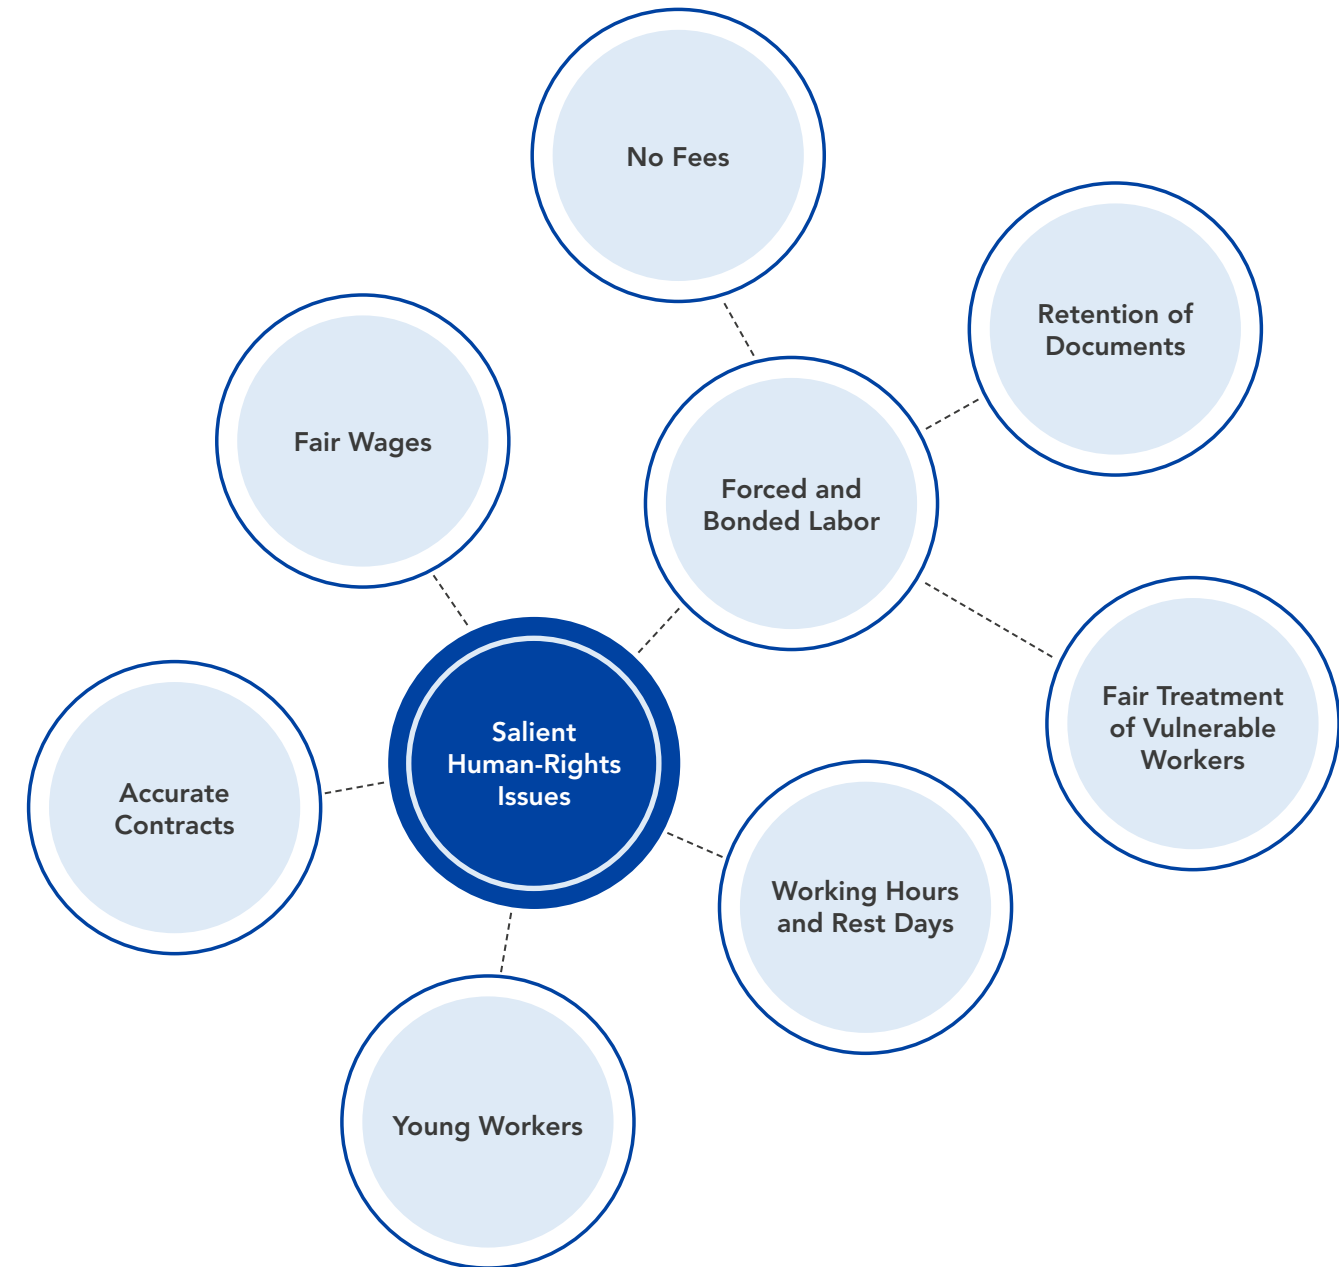 No Fees
Retention of
Documents
Fair Wages
Forced and
Bonded Labor
Fair Treatment
of Vulnerable
Workers
Salient
Human-Rights
Issues
Accurate
Contracts
Working Hours
and Rest Days
Young Workers